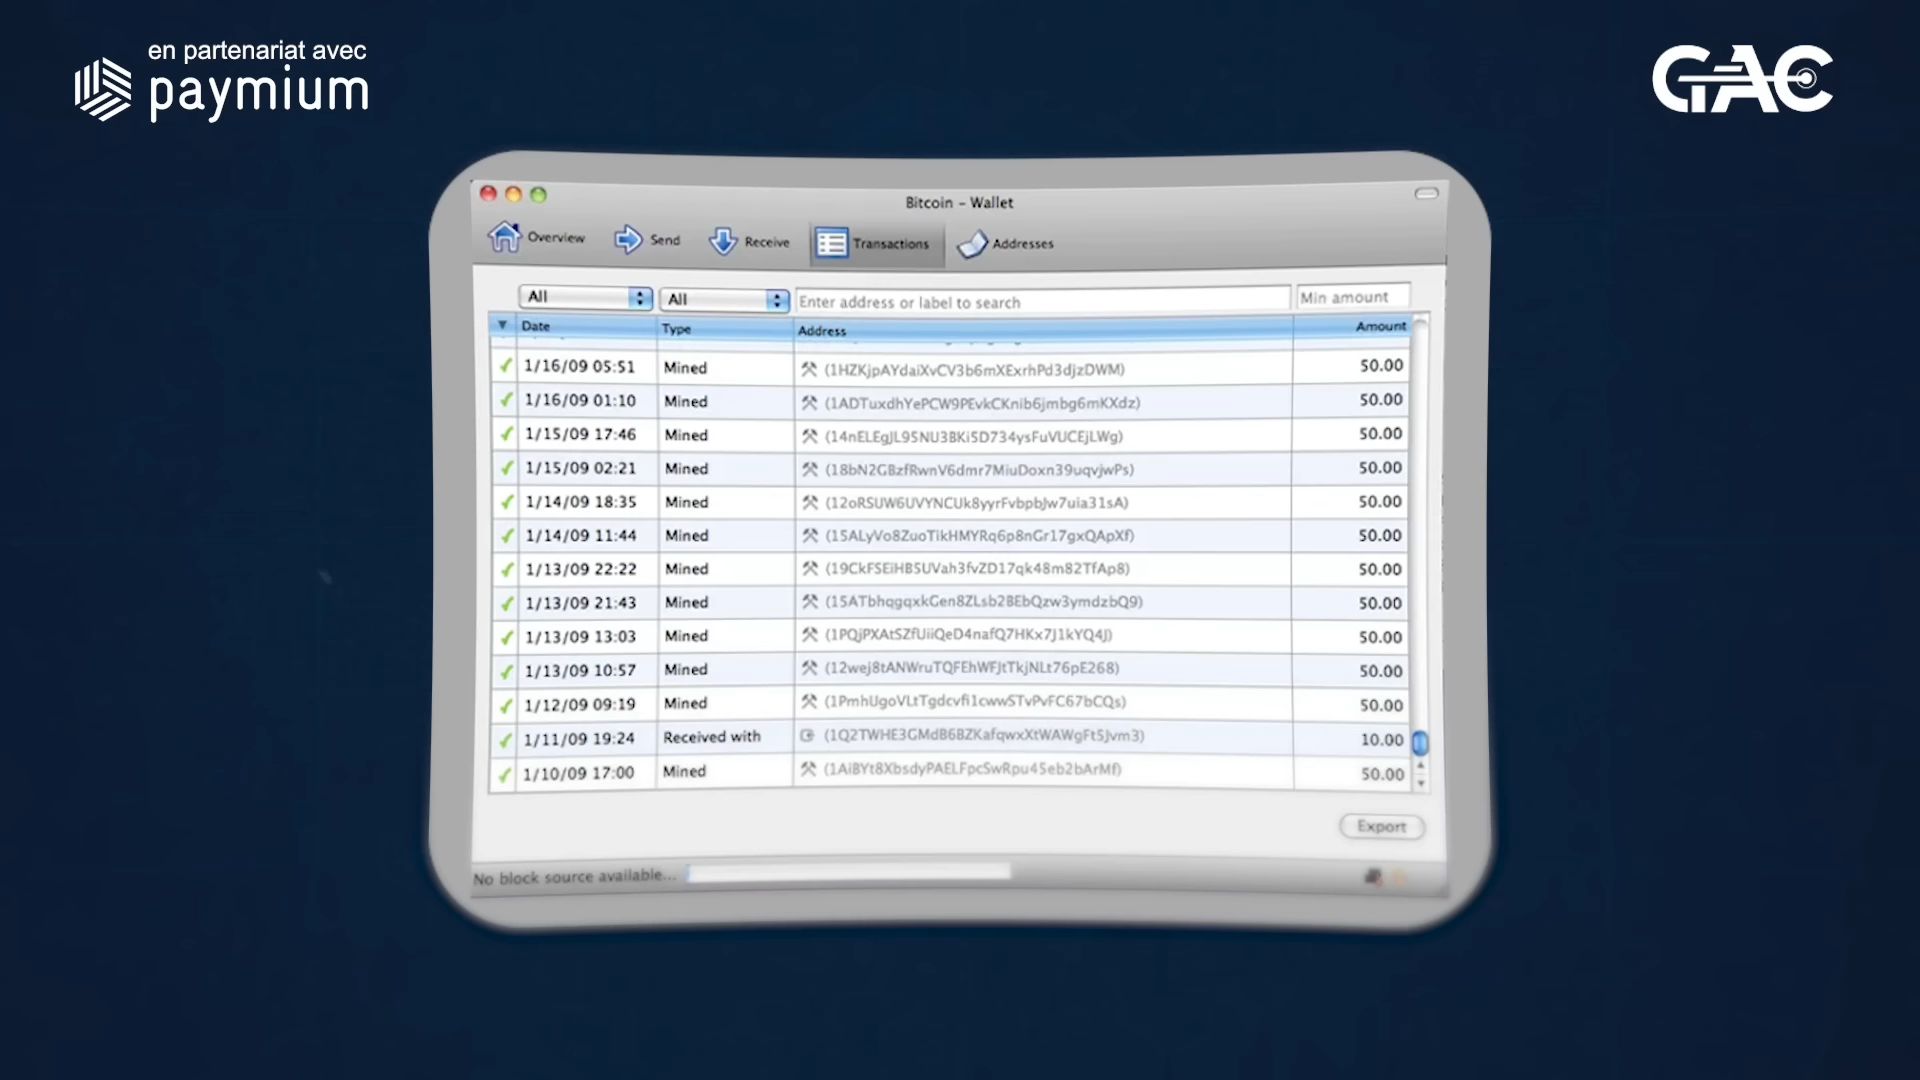 en partenariat avec
paymium
GAC
Bitcoin - Wallet
Overview Send Receive Transactions Addresses
All All Enter address or label to search Min amount
Date Type Address Amount
1/16/09 05:51 Mined (1HZKjpAYdaiXvCV3b6mXExrhPd3djzDWM) 50.00
1/16/09 01:10 Mined (1ADTuxdhYePCW9PEvkCKnib6jmbg6mKXdz) 50.00
1/15/09 17:46 Mined (14nELEgJL95NU3BKi5D734ysFuVUCEjLWg) 50.00
1/15/09 02:21 Mined (18bN2GBzfRwnV6dmr7MiuDoxn39uqvjwPs) 50.00
1/14/09 18:35 Mined (12oRSUW6UVYNCUk8yyrFvbpbJw7uia31sA) 50.00
1/14/09 11:44 Mined (15ALyVo8ZuoTikHMYRq6p8nGr17gxQApXf) 50.00
1/13/09 22:22 Mined (19CkFSEiHB5UVah3fvZD17qk48m82TfAp8) 50.00
1/13/09 21:43 Mined (15ATbhqgqxkGen8ZLsb2BEbQzw3ymdzbQ9) 50.00
1/13/09 13:03 Mined (1PQjPXAtSZfUiiQeD4nafQ7HKx7J1kYQ4J) 50.00
1/13/09 10:57 Mined (12wej8tANWruTQFEhWFJtTkjNLt76pE268) 50.00
1/12/09 09:19 Mined (1PmhUgoVLtTgdcvfi1cwwSTvPvFC67bCQs) 50.00
1/11/09 19:24 Received with (1Q2TWHE3GMdB6BZKafqwxXtWAWgFt5Jvm3) 10.00
1/10/09 17:00 Mined (1AiBYt8XbsdyPAELFpcSwRpu45eb2bArMf) 50.00
Export
No block source available...